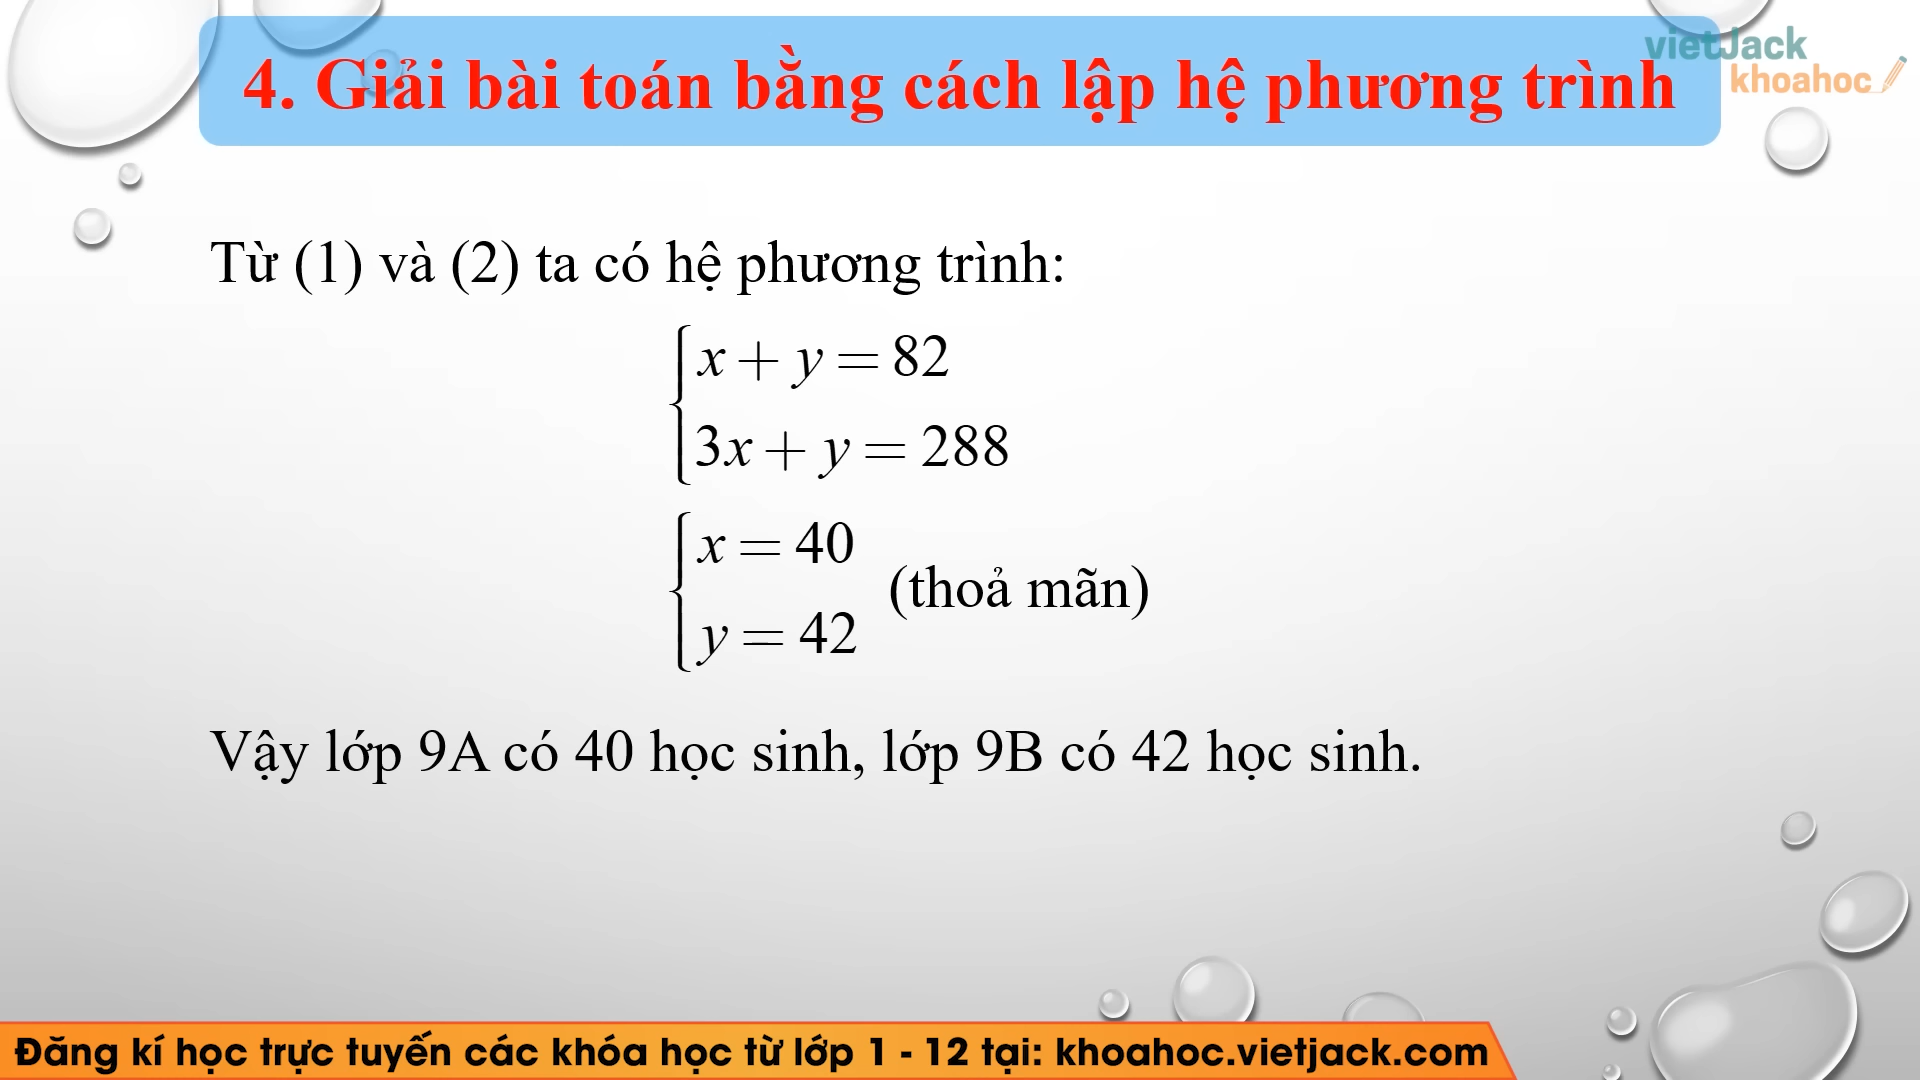 vietJack
khoahoc
4. Giải bài toán bằng cách lập hệ phương trình
Từ (1) và (2) ta có hệ phương trình:
x + y = 82
3x + y = 288
x = 40
(thoả mãn)
y = 42
Vậy lớp 9A có 40 học sinh, lớp 9B có 42 học sinh.
Đăng kí học trực tuyến các khóa học từ lớp 1 - 12 tại: khoahoc.vietjack.com